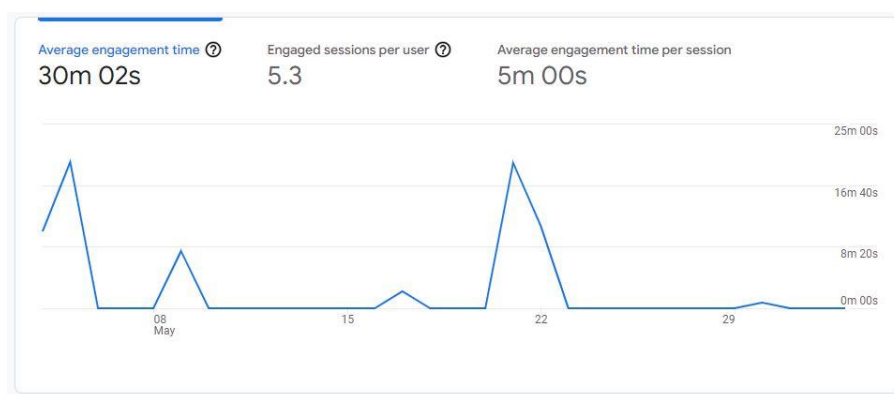 Average engagement time
30m 02s
Engaged sessions per user
5.3
Average engagement time per session
5m 00s
25m 00s
16m 40s
8m 20s
0m 00s
08
May
15
22
29